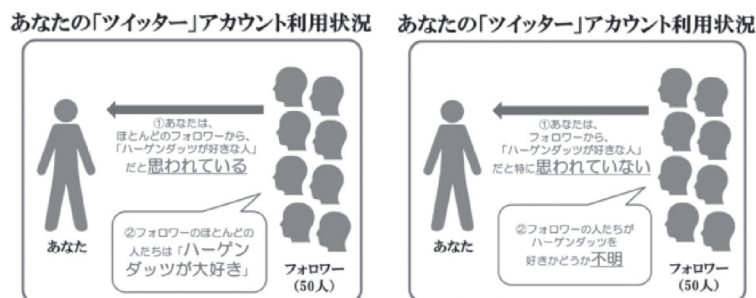 あなたの「ツイッター」アカウント利用状況
①あなたは、
ほとんどのフォロワーから、
「ハーゲンダッツが好きな人」
だと思われている
②フォロワーのほとんどの
人たちは「ハーゲン
ダッツが大好き」
あなた
フォロワー
(50人)
あなたの「ツイッター」アカウント利用状況
①あなたは、
フォロワーから、
「ハーゲンダッツが好きな人」
だと特に思われていない
②フォロワーの人たちが
ハーゲンダッツを
好きかどうか不明
あなた
フォロワー
(50人)